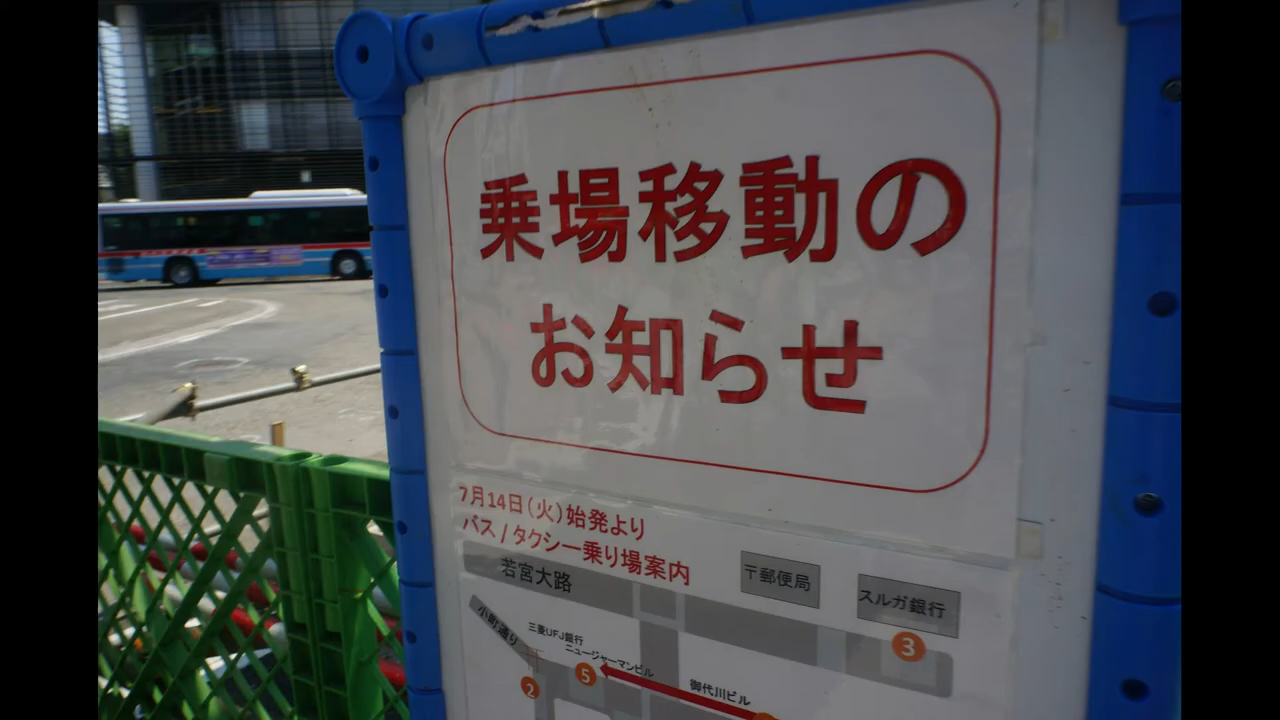 乗場移動の
お知らせ
7月14日(火)始発より
バス/タクシー乗り場案内
若宮大路
〒郵便局
スルガ銀行
小町通り
三菱UFJ銀行
ニュージャーマンビル
御代川ビル
3
5
2